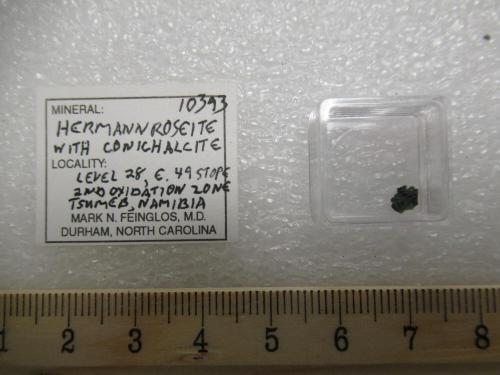 MINERAL: 10393
HERMANNROSEITE
WITH CONICHALCITE
LOCALITY:
LEVEL 28, E. 49 STOPE
2ND OXIDATION ZONE
TSUMEB, NAMIBIA
MARK N. FEINGLOS, M.D.
DURHAM, NORTH CAROLINA
1 2 3 4 5 6 7 8